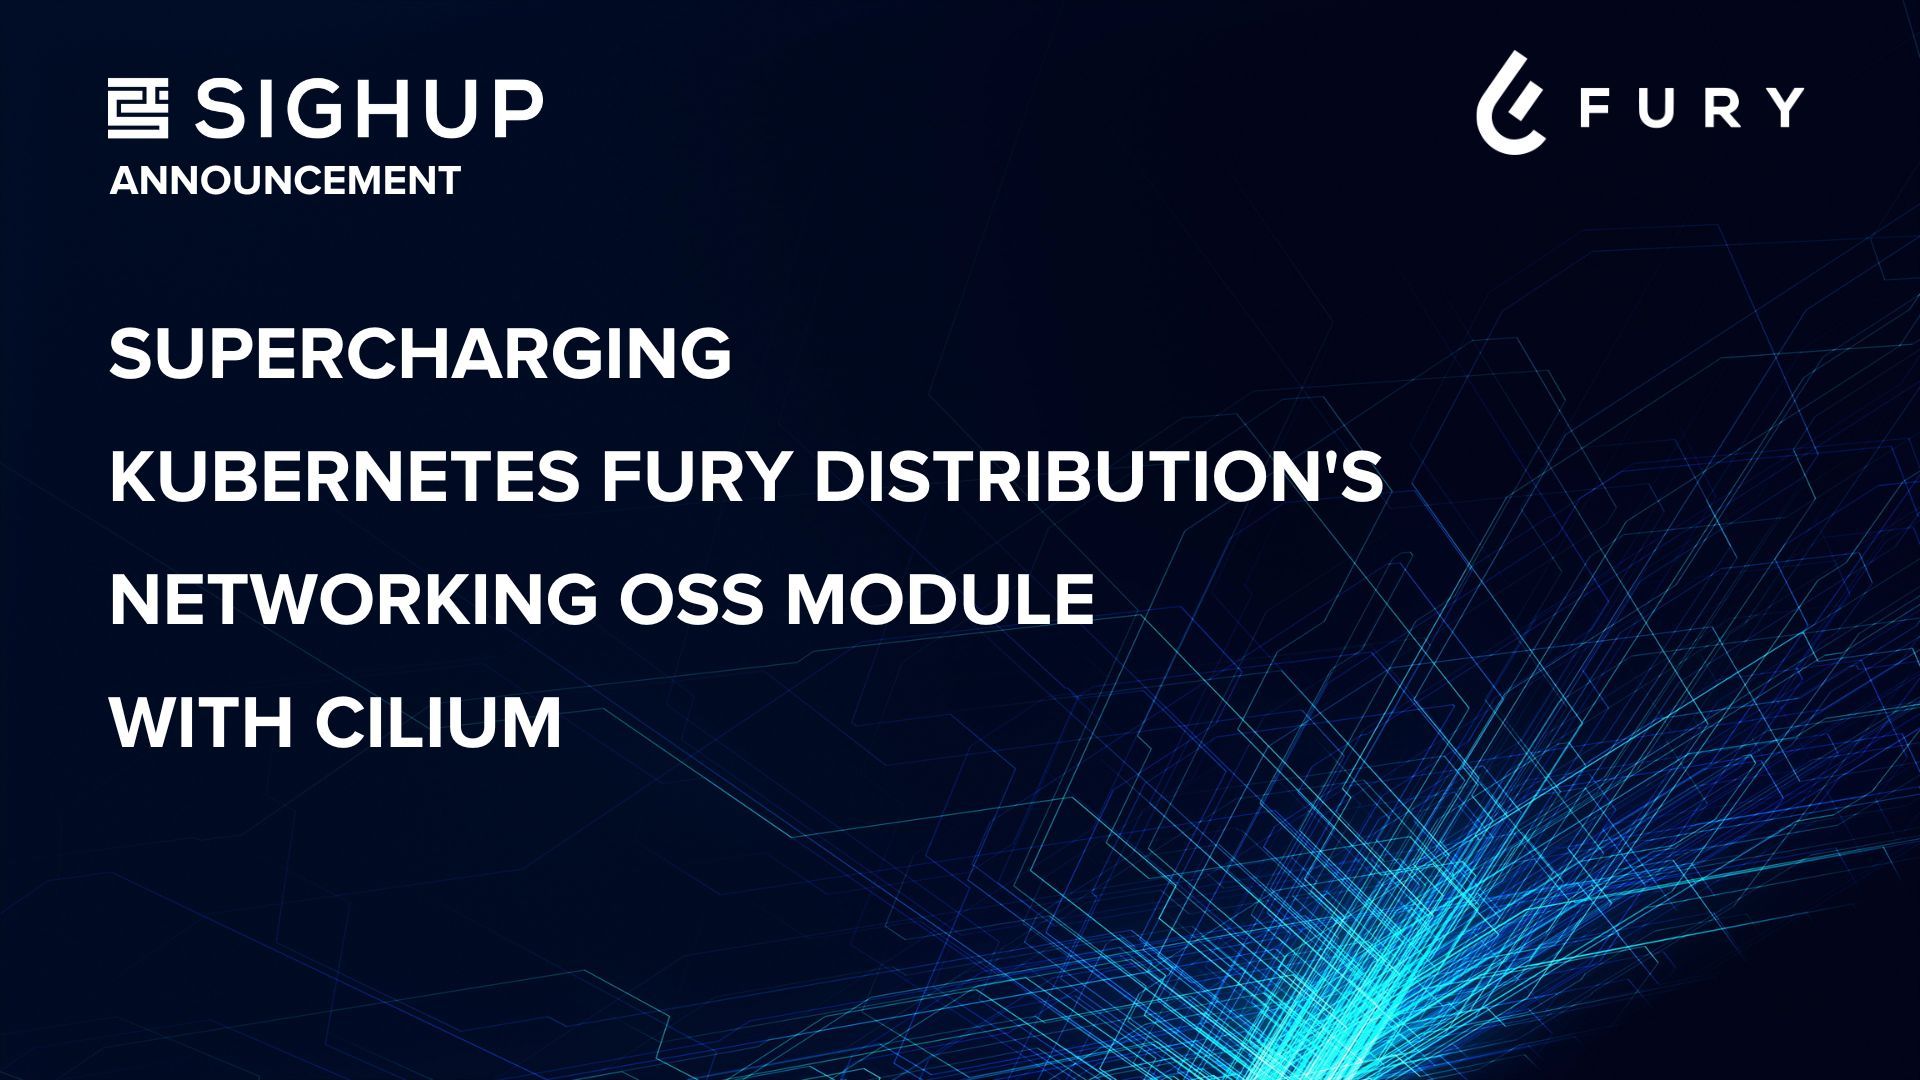 SIGHUP
ANNOUNCEMENT
FURY
SUPERCHARGING
KUBERNETES FURY DISTRIBUTION'S
NETWORKING OSS MODULE
WITH CILIUM